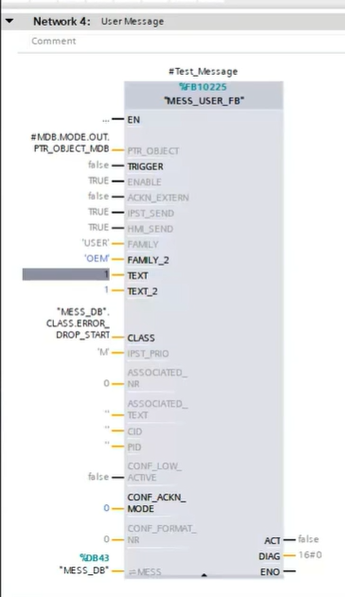 Network 4: User Message
Comment
#Test_Message
%FB10225
"MESS_USER_FB"
... EN
#MDB.MODE.OUT.
PTR_OBJECT_MDB PTR_OBJECT
false TRIGGER
TRUE ENABLE
false ACKN_EXTERN
TRUE IPST_SEND
TRUE HMI_SEND
'USER' FAMILY
'OEM' FAMILY_2
1 TEXT
1 TEXT_2
"MESS_DB".
CLASS.ERROR_
DROP_START CLASS
'M' IPST_PRIO
ASSOCIATED_
0 NR
ASSOCIATED_
'' TEXT
'' CID
'' PID
CONF_LOW_
false ACTIVE
CONF_ACKN_
0 MODE
CONF_FORMAT_
0 NR ACT false
%DB43 DIAG 16#0
"MESS_DB" MESS ENO